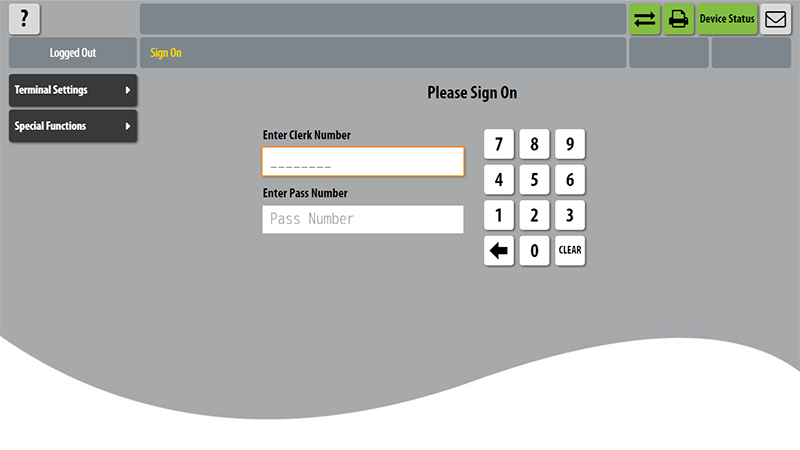 ?
Device Status
Logged Out
Sign On
Terminal Settings
Special Functions
Please Sign On
Enter Clerk Number
________
Enter Pass Number
Pass Number
7 8 9
4 5 6
1 2 3
0 CLEAR